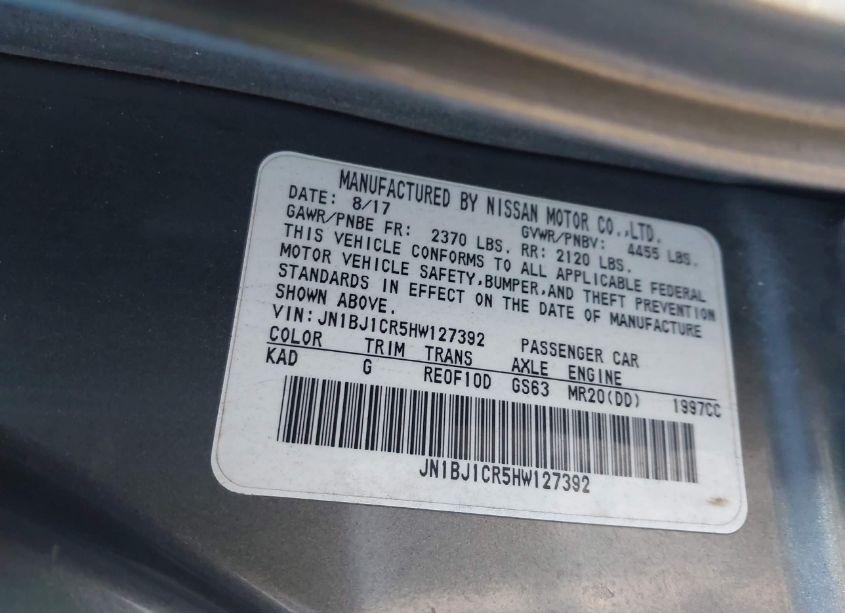 MANUFACTURED BY NISSAN MOTOR CO.,LTD.
DATE: 8/17 GVWR/PNBV: 4455 LBS.
GAWR/PNBE FR: 2370 LBS. RR: 2120 LBS.
THIS VEHICLE CONFORMS TO ALL APPLICABLE FEDERAL
MOTOR VEHICLE SAFETY,BUMPER,AND THEFT PREVENTION
STANDARDS IN EFFECT ON THE DATE OF MANUFACTURE
SHOWN ABOVE.
VIN:JN1BJ1CR5HW127392 PASSENGER CAR
COLOR TRIM TRANS AXLE ENGINE
KAD G RE0F10D GS63 MR20(DD) 1997CC
JN1BJ1CR5HW127392